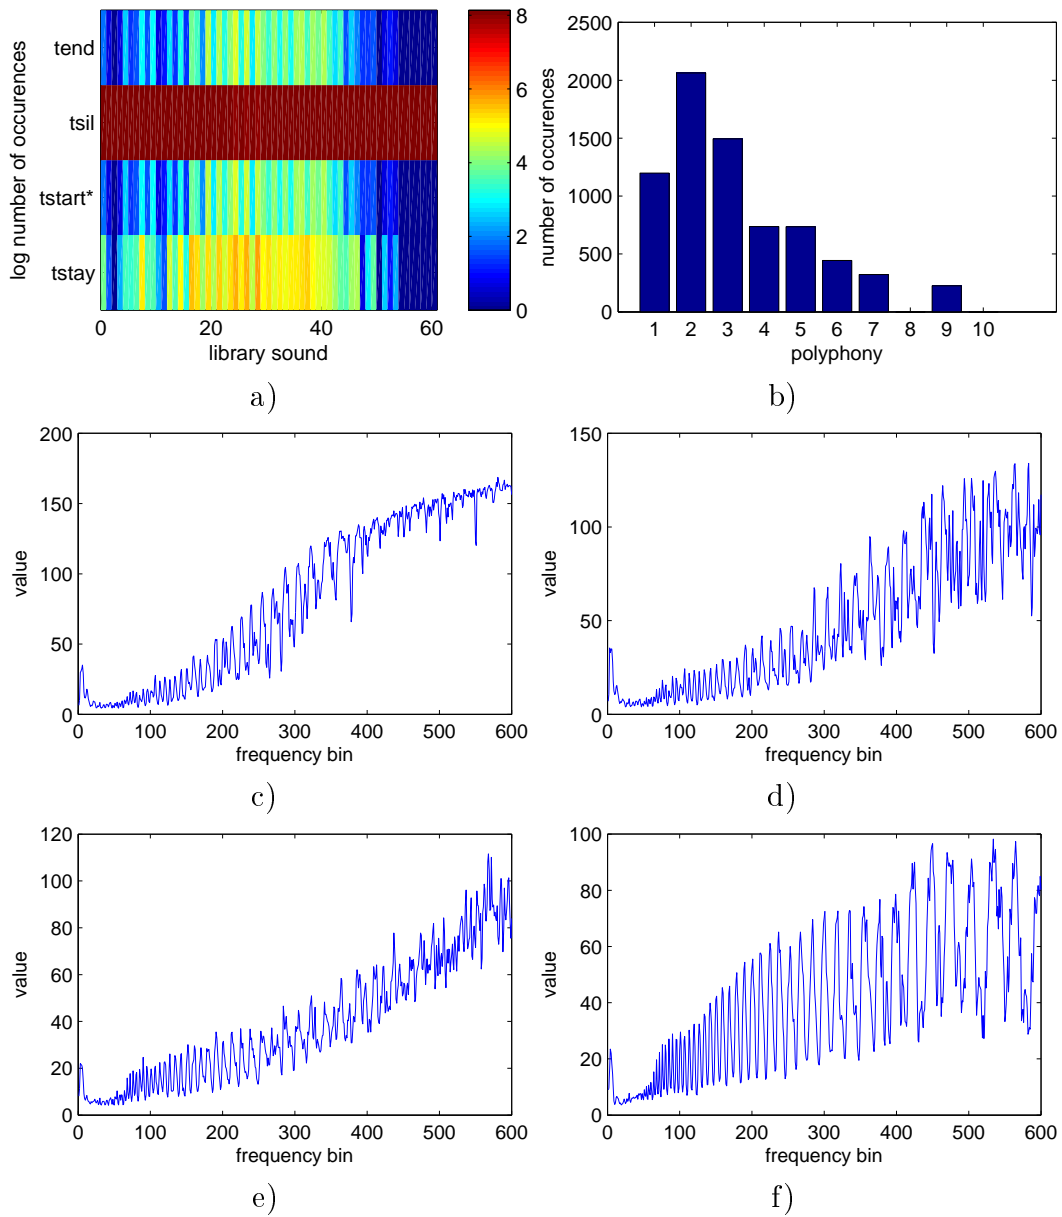 log number of occurences
tend
tsil
tstart*
tstay
0 20 40 60
library sound
8
6
4
2
0
a)
number of occurences
2500
2000
1500
1000
500
0
1 2 3 4 5 6 7 8 9 10
polyphony
b)
value
200
150
100
50
0
0 100 200 300 400 500 600
frequency bin
c)
value
150
100
50
0
0 100 200 300 400 500 600
frequency bin
d)
value
120
100
80
60
40
20
0
0 100 200 300 400 500 600
frequency bin
e)
value
100
80
60
40
20
0
0 100 200 300 400 500 600
frequency bin
f)